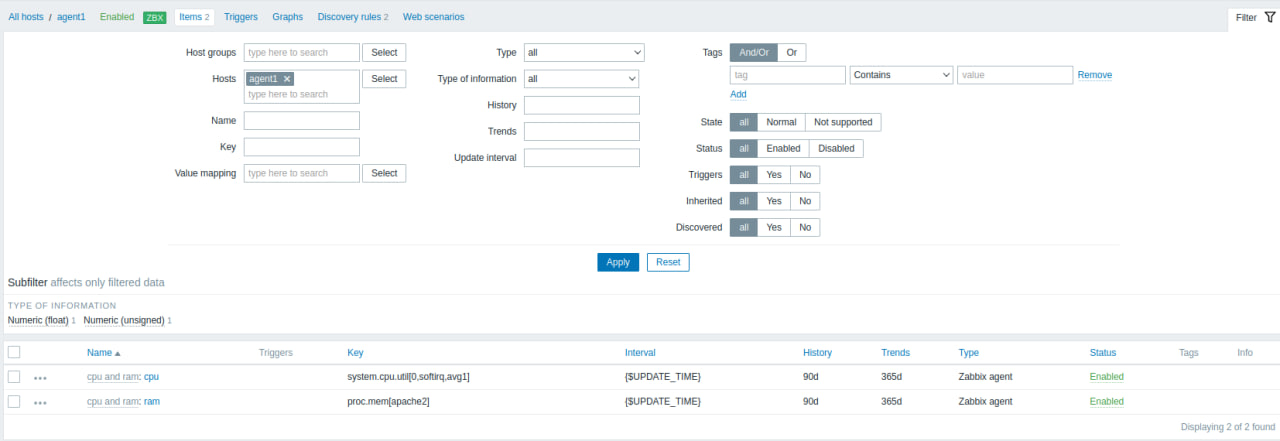 All hosts / agent1 Enabled ZBX Items 2 Triggers Graphs Discovery rules 2 Web scenarios Filter
Host groups type here to search Select Type all Tags And/Or Or
Hosts agent1 ✕ Select Type of information all tag Contains value Remove
type here to search
History
Add
Name
Trends State all Normal Not supported
Key Update interval Status all Enabled Disabled
Value mapping type here to search Select Triggers all Yes No
Inherited all Yes No
Discovered all Yes No
Apply Reset
Subfilter affects only filtered data
TYPE OF INFORMATION
Numeric (float) 1 Numeric (unsigned) 1
Name Triggers Key Interval History Trends Type Status Tags Info
cpu and ram: cpu system.cpu.util[0,softirq,avg1] {$UPDATE_TIME} 90d 365d Zabbix agent Enabled
cpu and ram: ram proc.mem[apache2] {$UPDATE_TIME} 90d 365d Zabbix agent Enabled
Displaying 2 of 2 found